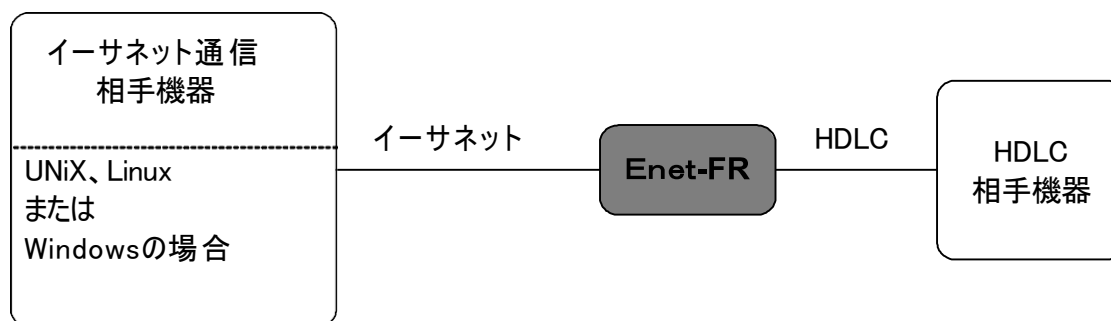 イーサネット通信
相手機器
UNiX、Linux
または
Windowsの場合
イーサネット
Enet-FR
HDLC
HDLC
相手機器